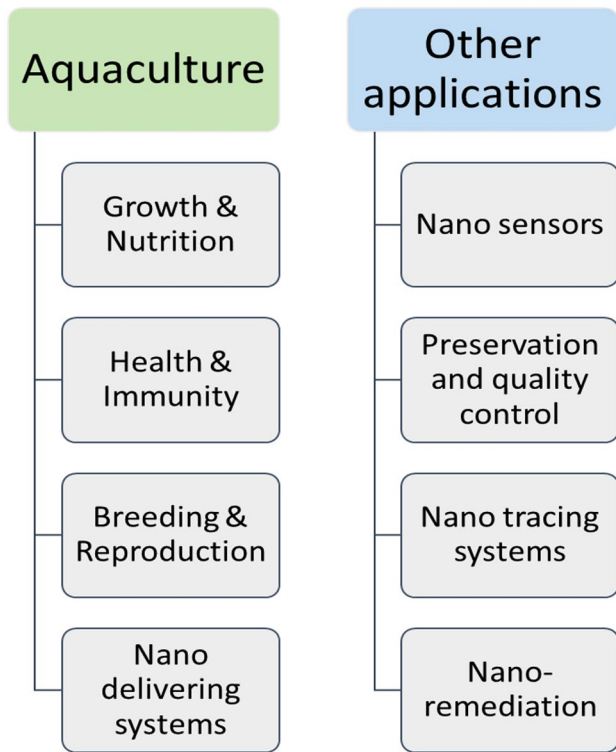 Aquaculture
Growth &
Nutrition
Health &
Immunity
Breeding &
Reproduction
Nano
delivering
systems
Other
applications
Nano sensors
Preservation
and quality
control
Nano tracing
systems
Nano-
remediation